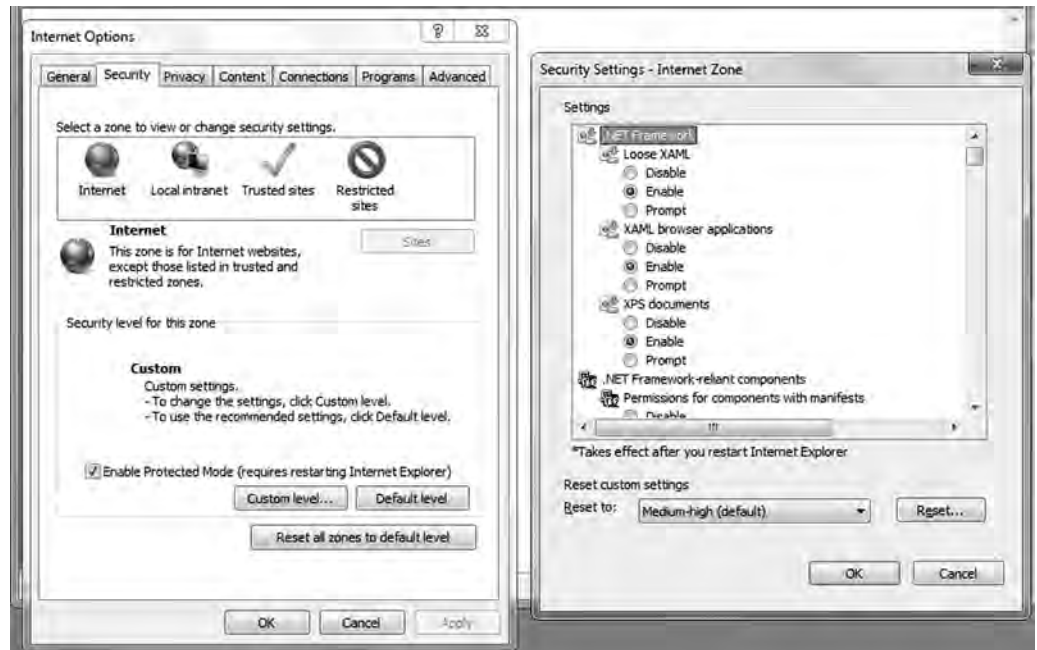 Internet Options
General Security Privacy Content Connections Programs Advanced
Select a zone to view or change security settings.
Internet Local intranet Trusted sites Restricted sites
Internet
Sites
This zone is for Internet websites,
except those listed in trusted and
restricted zones.
Security level for this zone
Custom
Custom settings.
- To change the settings, click Custom level.
- To use the recommended settings, click Default level.
Enable Protected Mode (requires restarting Internet Explorer)
Custom level... Default level
Reset all zones to default level
OK Cancel Apply
Security Settings - Internet Zone
Settings
.NET Framework
Loose XAML
Disable
Enable
Prompt
XAML browser applications
Disable
Enable
Prompt
XPS documents
Disable
Enable
Prompt
.NET Framework-reliant components
Permissions for components with manifests
Disable
*Takes effect after you restart Internet Explorer
Reset custom settings
Reset to: Medium-high (default) Reset...
OK Cancel